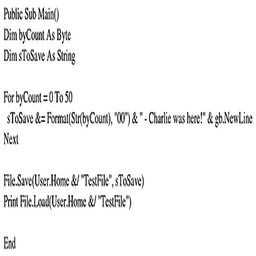 Public Sub Main()
Dim byCount As Byte
Dim sToSave As String
For byCount = 0 To 50
sToSave &= Format(Str(byCount), "00") & " - Charlie was here!" & gb.NewLine
Next
File.Save(User.Home &/ "TestFile", sToSave)
Print File.Load(User.Home &/ "TestFile")
End